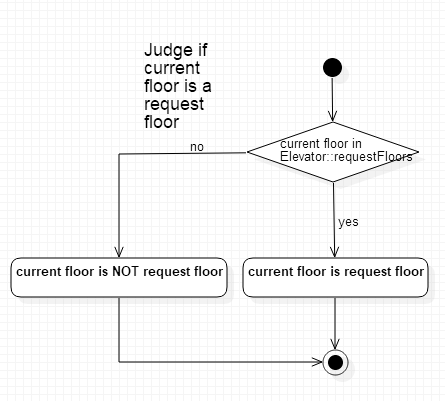 Judge if
current
floor is a
request
floor
current floor in
Elevator::requestFloors
no
yes
current floor is NOT request floor
current floor is request floor